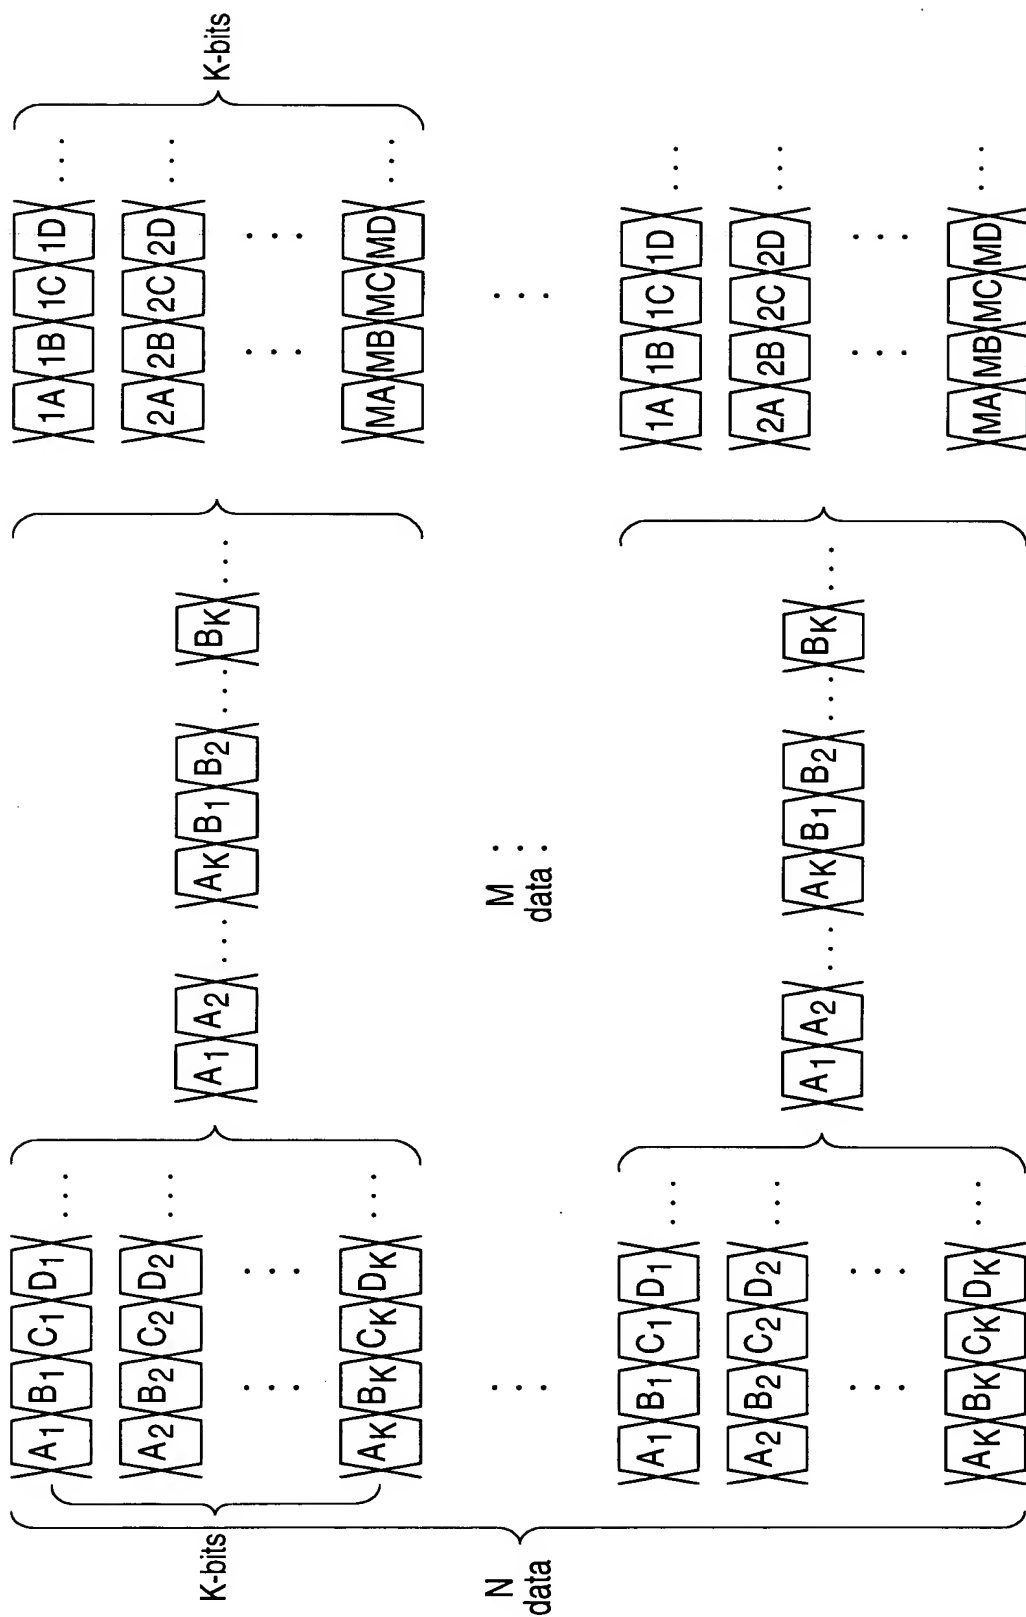 A1 B1 C1 D1 ...
A2 B2 C2 D2 ...
AK BK CK DK ...
K-bits
A1 A2 ... AK B1 B2 ... BK ...
1A 1B 1C 1D ...
2A 2B 2C 2D ...
MA MB MC MD ...
K-bits
N
data
M
data
A1 B1 C1 D1 ...
A2 B2 C2 D2 ...
AK BK CK DK ...
A1 A2 ... AK B1 B2 ... BK ...
1A 1B 1C 1D ...
2A 2B 2C 2D ...
MA MB MC MD ...